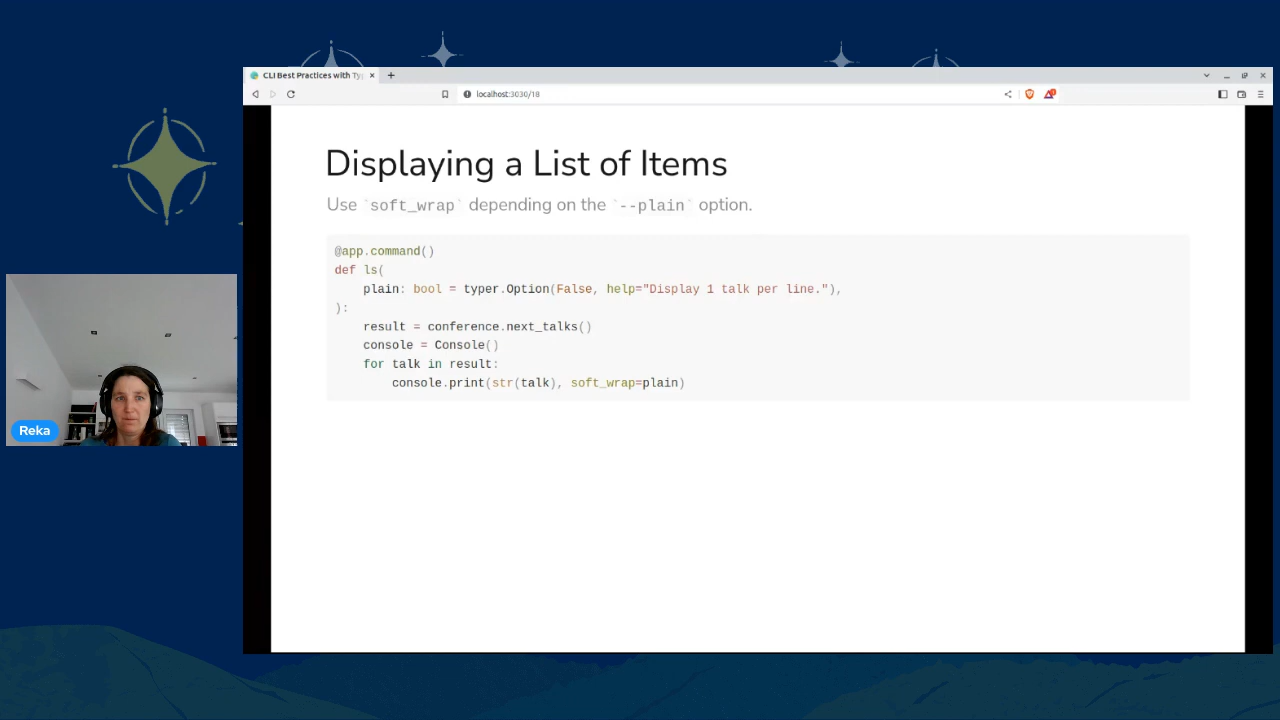 CLI Best Practices with Ty
localhost:3030/18
Displaying a List of Items
Use `soft_wrap` depending on the `--plain` option.
@app.command()
def ls(
    plain: bool = typer.Option(False, help="Display 1 talk per line."),
):
    result = conference.next_talks()
    console = Console()
    for talk in result:
        console.print(str(talk), soft_wrap=plain)
Reka